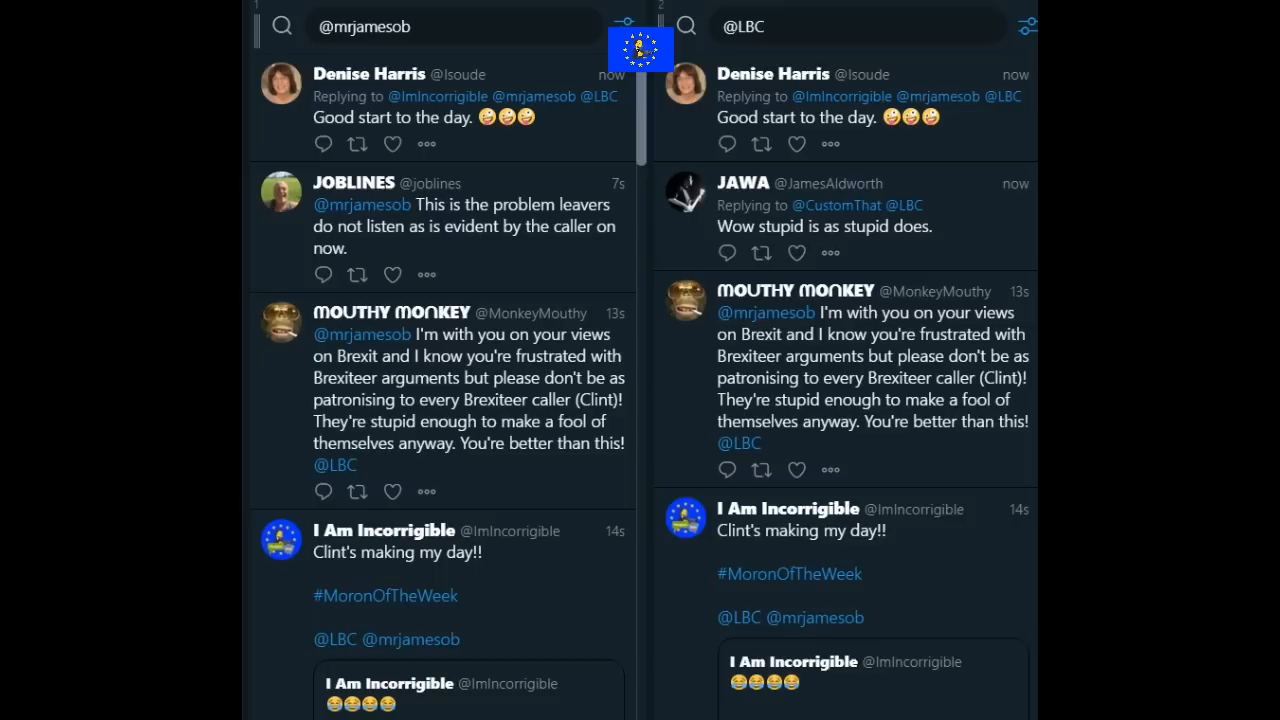 1
@mrjamesob
Denise Harris @Isoude now
Replying to @ImIncorrigible @mrjamesob @LBC
Good start to the day. 🤪🤪🤪
JOBLINES @joblines 7s
@mrjamesob This is the problem leavers
do not listen as is evident by the caller on
now.
MOUTHY MONKEY @MonkeyMouthy 13s
@mrjamesob I'm with you on your views
on Brexit and I know you're frustrated with
Brexiteer arguments but please don't be as
patronising to every Brexiteer caller (Clint)!
They're stupid enough to make a fool of
themselves anyway. You're better than this!
@LBC
I Am Incorrigible @ImIncorrigible 14s
Clint's making my day!!
#MoronOfTheWeek
@LBC @mrjamesob
I Am Incorrigible @ImIncorrigible
😂😂😂😂
2
@LBC
Denise Harris @Isoude now
Replying to @ImIncorrigible @mrjamesob @LBC
Good start to the day. 🤪🤪🤪
JAWA @JamesAldworth now
Replying to @CustomThat @LBC
Wow stupid is as stupid does.
MOUTHY MONKEY @MonkeyMouthy 13s
@mrjamesob I'm with you on your views
on Brexit and I know you're frustrated with
Brexiteer arguments but please don't be as
patronising to every Brexiteer caller (Clint)!
They're stupid enough to make a fool of
themselves anyway. You're better than this!
@LBC
I Am Incorrigible @ImIncorrigible 14s
Clint's making my day!!
#MoronOfTheWeek
@LBC @mrjamesob
I Am Incorrigible @ImIncorrigible
😂😂😂😂